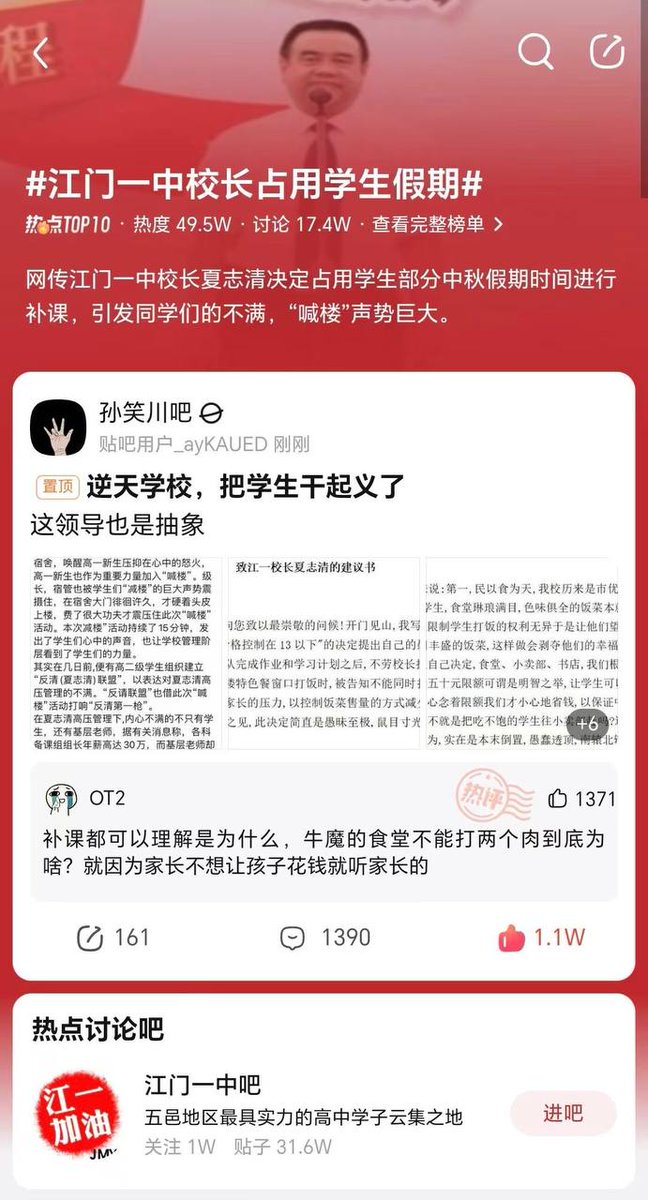 程
#江门一中校长占用学生假期#
热点TOP10 · 热度 49.5W · 讨论 17.4W · 查看完整榜单 >
网传江门一中校长夏志清决定占用学生部分中秋假期时间进行
补课，引发同学们的不满，“喊楼”声势巨大。
孙笑川吧
贴吧用户_ayKAUED 刚刚
置顶 逆天学校，把学生干起义了
这领导也是抽象
宿舍，唤醒高一新生压抑在心中的怒火，
高一新生也作为重要力量加入“喊楼”。级
长，宿管也被学生们“减楼”的巨大声势震
摄住，在宿舍大门徘徊许久，才硬着头皮
上楼，费了很大功夫才震压住此次“喊楼”
活动。本次减楼”活动持续了15分钟，发
出了学生们心中的声音，也让学校管理阶
层看到了学生们的力量。
其实在几日前,便有高二级学生组织建立
“反清(夏志清)联盟”，以表达对夏志清高
压管理的不满。“反请联盟”也借此次“喊
楼”活动打响“反清第一枪”。
在夏志清高压管理下,内心不满的不只有学
生，还有基层老师，据有关消息称，各科
备课组组长年薪高达30万，而基层老师却
致江一校长夏志清的建议书
向您致以最崇敬的问候！开门见山，我写
格控制在 13 以下”的决定提出自己的
从完成作业和学习计划之后，不劳校长
楼特色餐窗口打饭时，被告知不能同时
家长的压力，以控制饭菜售量的方式减
之见，此决定简直是愚昧至极，鼠目寸光
说:第一,民以食为天,我校历来是市优
学生,食堂琳琅满目,色味俱全的饭菜本
限制学生打饭的权利无异于是让他们望
丰盛的饭菜,这样做会剥夺他们的幸福
自己决定,食堂、小卖部、书店,我们根
五十元限额可谓是明智之举,让学生可
心念着限额我们才小心地省钱,以保证
不就是把吃不饱的学生往小卖
为,实在是本末倒置,愚蠢透顶,南辕北辙
+6
OT2
热评
1371
补课都可以理解是为什么，牛魔的食堂不能打两个肉到底为
啥？就因为家长不想让孩子花钱就听家长的
161
1390
1.1W
热点讨论吧
江一
加油
JMY
江门一中吧
五邑地区最具实力的高中学子云集之地
关注 1W 贴子 31.6W
进吧